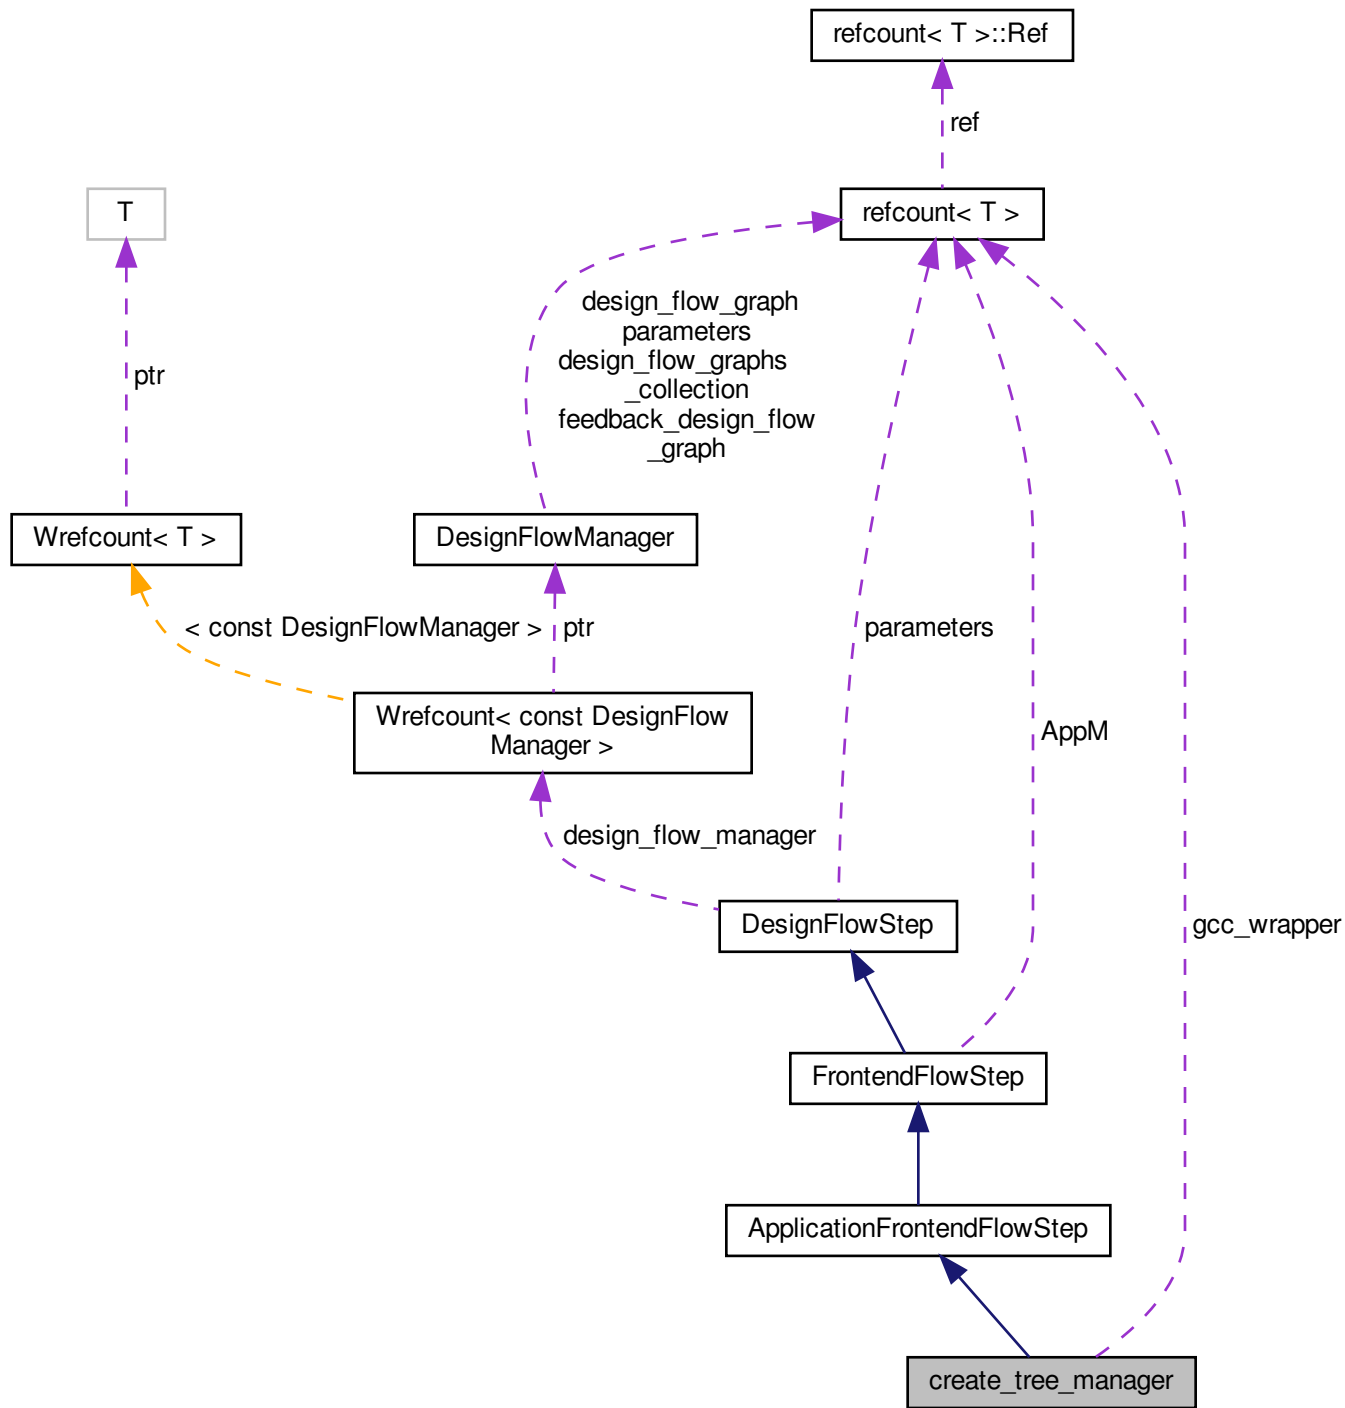 refcount< T >::Ref
ref
T
refcount< T >
design_flow_graph
parameters
design_flow_graphs
_collection
feedback_design_flow
_graph
ptr
Wrefcount< T >
DesignFlowManager
< const DesignFlowManager >
ptr
parameters
Wrefcount< const DesignFlow
Manager >
AppM
design_flow_manager
DesignFlowStep
gcc_wrapper
FrontendFlowStep
ApplicationFrontendFlowStep
create_tree_manager